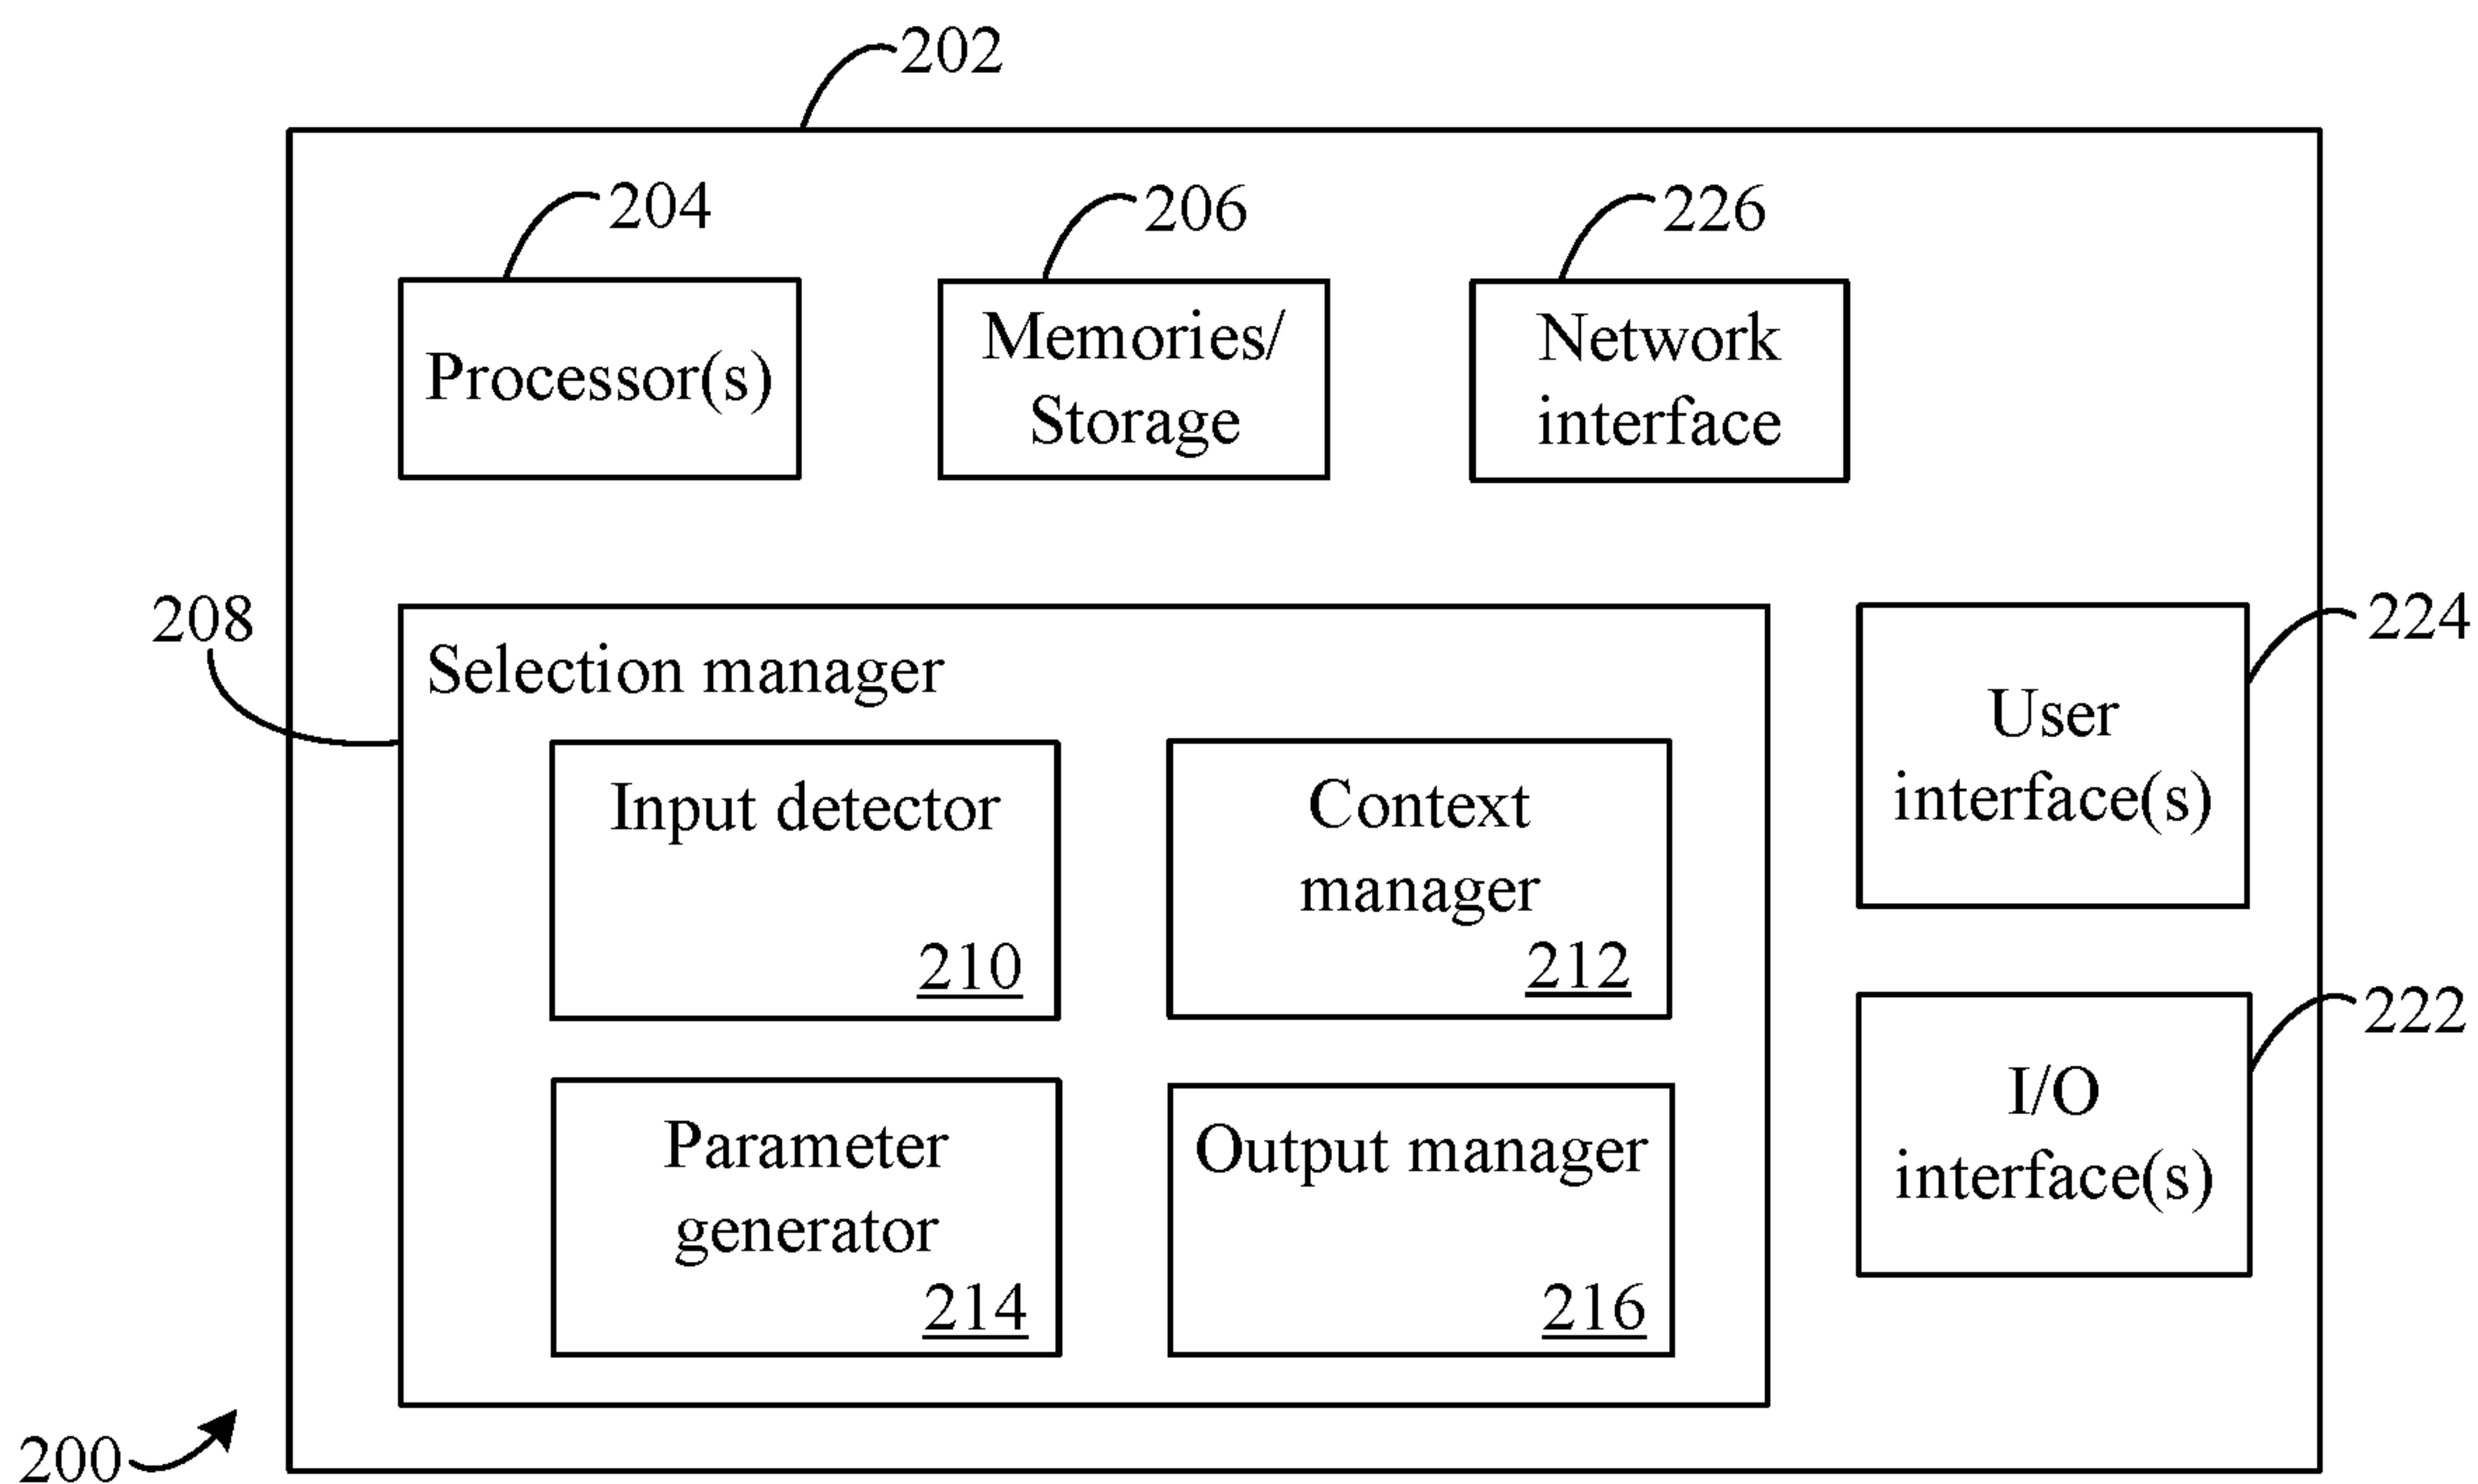 202
204
206
226
Processor(s)
Memories/
Storage
Network
interface
208
Selection manager
224
User
interface(s)
Input detector
210
Context
manager
212
222
I/O
interface(s)
Parameter
generator
214
Output manager
216
200